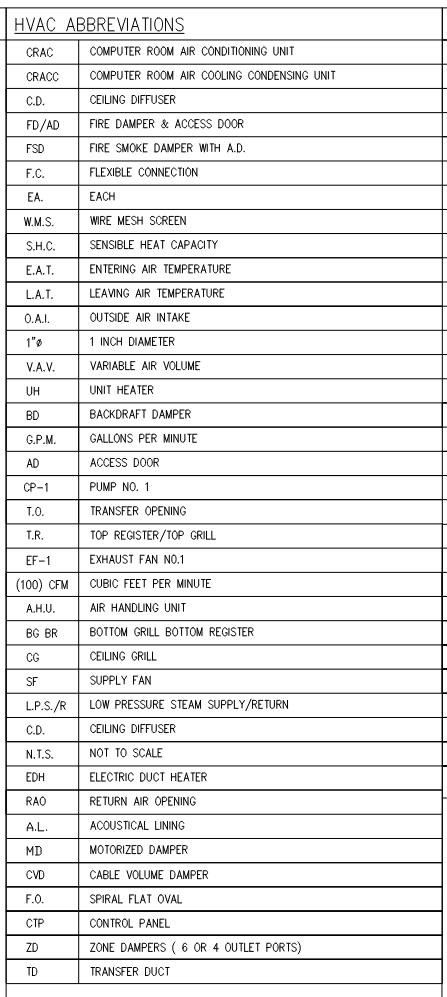 HVAC ABBREVIATIONS
CRAC COMPUTER ROOM AIR CONDITIONING UNIT
CRACC COMPUTER ROOM AIR COOLING CONDENSING UNIT
C.D. CEILING DIFFUSER
FD/AD FIRE DAMPER & ACCESS DOOR
FSD FIRE SMOKE DAMPER WITH A.D.
F.C. FLEXIBLE CONNECTION
EA. EACH
W.M.S. WIRE MESH SCREEN
S.H.C. SENSIBLE HEAT CAPACITY
E.A.T. ENTERING AIR TEMPERATURE
L.A.T. LEAVING AIR TEMPERATURE
O.A.I. OUTSIDE AIR INTAKE
1"ø 1 INCH DIAMETER
V.A.V. VARIABLE AIR VOLUME
UH UNIT HEATER
BD BACKDRAFT DAMPER
G.P.M. GALLONS PER MINUTE
AD ACCESS DOOR
CP-1 PUMP NO. 1
T.O. TRANSFER OPENING
T.R. TOP REGISTER/TOP GRILL
EF-1 EXHAUST FAN NO.1
(100) CFM CUBIC FEET PER MINUTE
A.H.U. AIR HANDLING UNIT
BG BR BOTTOM GRILL BOTTOM REGISTER
CG CEILING GRILL
SF SUPPLY FAN
L.P.S./R LOW PRESSURE STEAM SUPPLY/RETURN
C.D. CEILING DIFFUSER
N.T.S. NOT TO SCALE
EDH ELECTRIC DUCT HEATER
RAO RETURN AIR OPENING
A.L. ACOUSTICAL LINING
MD MOTORIZED DAMPER
CVD CABLE VOLUME DAMPER
F.O. SPIRAL FLAT OVAL
CTP CONTROL PANEL
ZD ZONE DAMPERS ( 6 OR 4 OUTLET PORTS)
TD TRANSFER DUCT